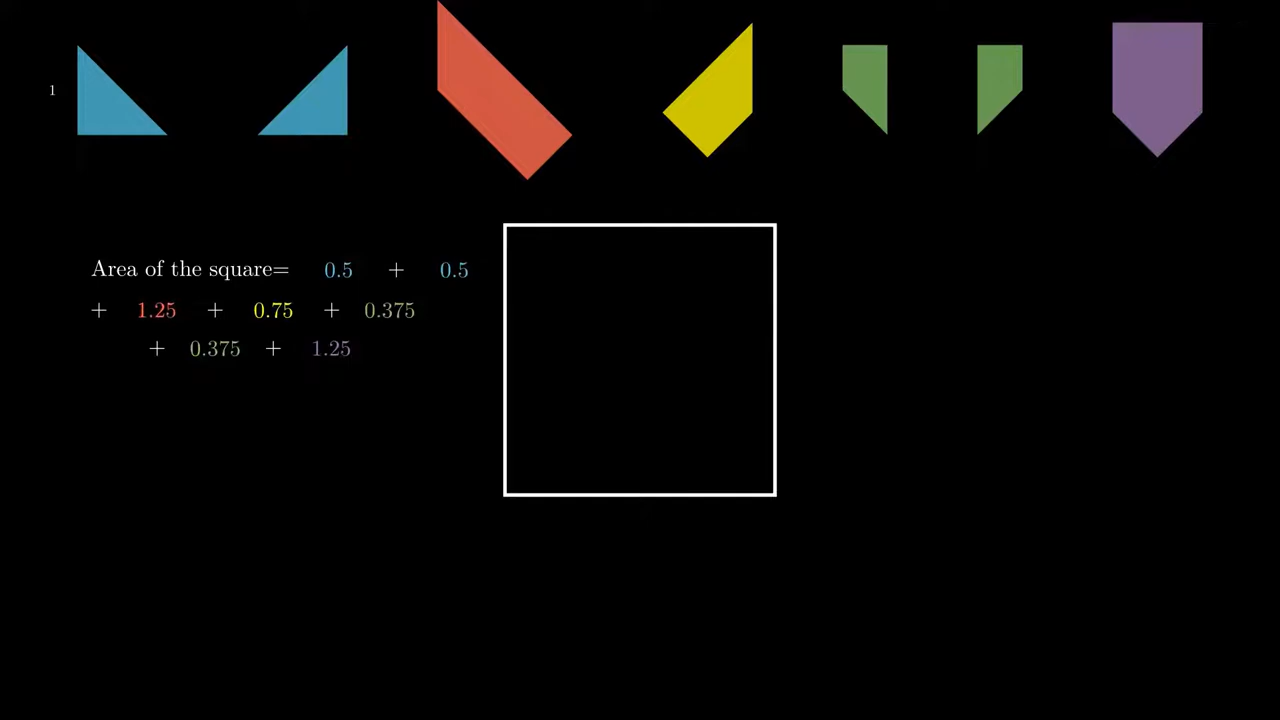 1
Area of the square= 0.5 + 0.5
+ 1.25 + 0.75 + 0.375
+ 0.375 + 1.25